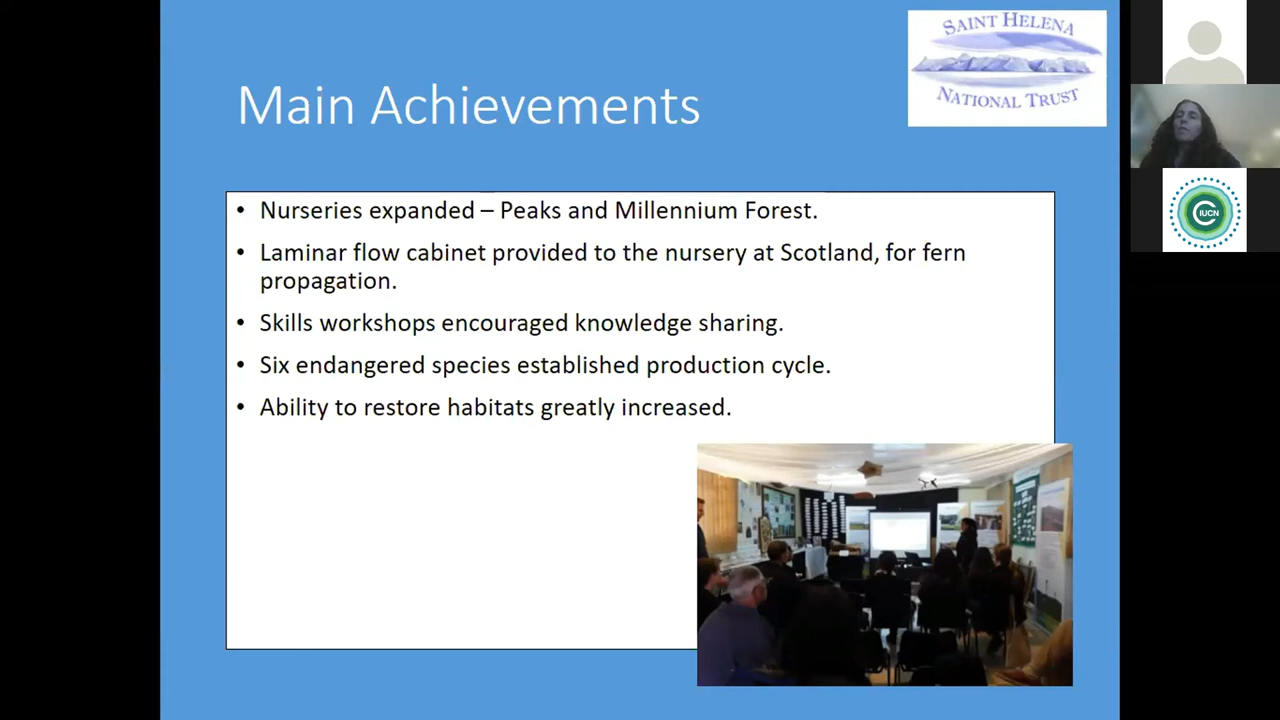 SAINT HELENA
NATIONAL TRUST
Main Achievements
• Nurseries expanded – Peaks and Millennium Forest.
• Laminar flow cabinet provided to the nursery at Scotland, for fern
propagation.
• Skills workshops encouraged knowledge sharing.
• Six endangered species established production cycle.
• Ability to restore habitats greatly increased.
IUCN